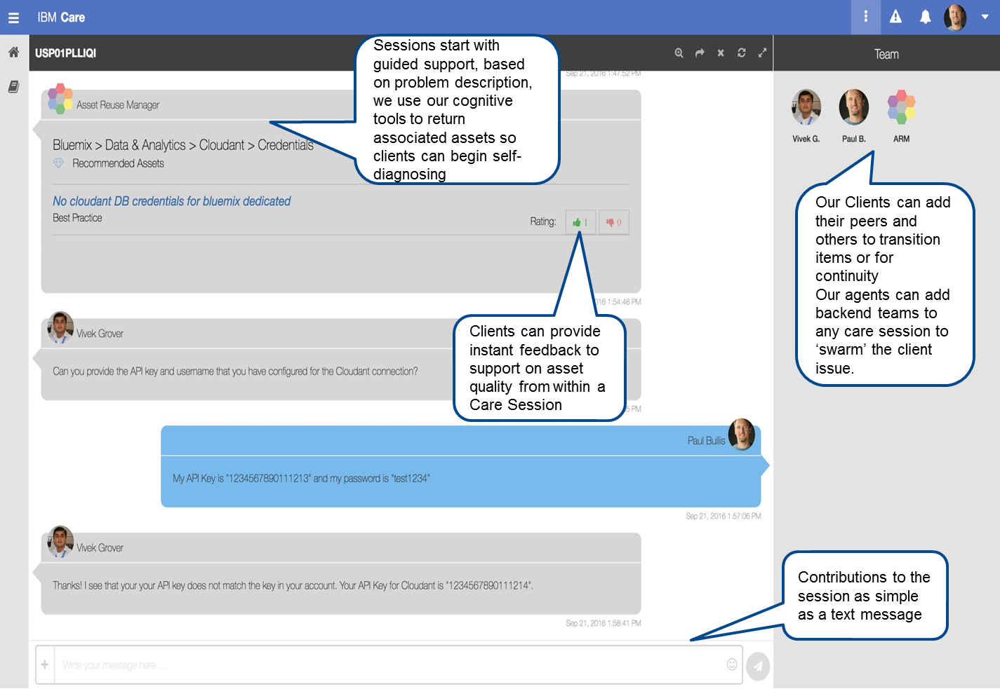 IBM Care
USP01PLLIQI
Team
Sep 21, 2016 1:47:52 PM
Asset Reuse Manager
Bluemix > Data & Analytics > Cloudant > Credentials
Recommended Assets
No cloudant DB credentials for bluemix dedicated
Best Practice
Rating:
1
0
Sessions start with
guided support, based
on problem description,
we use our cognitive
tools to return
associated assets so
clients can begin self-
diagnosing
Vivek G.
Paul B.
ARM
Our Clients can add
their peers and
others to transition
items or for
continuity
Our agents can add
backend teams to
any care session to
‘swarm’ the client
issue.
016 1:54:46 PM
Vivek Grover
Can you provide the API key and username that you have configured for the Cloudant connection?
5 PM
Clients can provide
instant feedback to
support on asset
quality from within a
Care Session
Paul Bullis
My API Key is "1234567890111213" and my password is "test1234"
Sep 21, 2016 1:57:06 PM
Vivek Grover
Thanks! I see that your your API key does not match the key in your account. Your API Key for Cloudant is "1234567890111214".
Sep 21, 2016 1:58:41 PM
Contributions to the
session as simple
as a text message
Write your message here ...